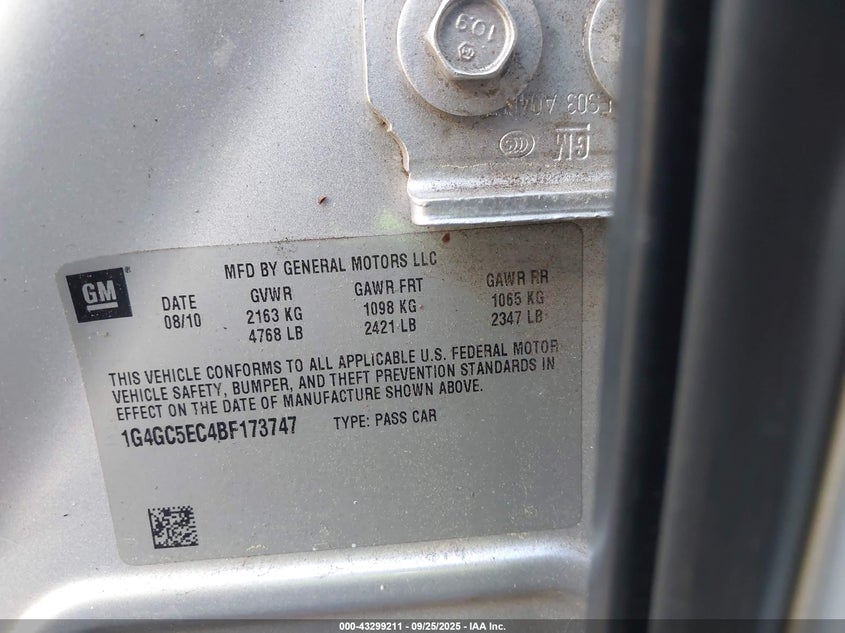 109
GM
GM
MFD BY GENERAL MOTORS LLC
DATE GVWR GAWR FRT GAWR RR
08/10 2163 KG 1098 KG 1065 KG
4768 LB 2421 LB 2347 LB
THIS VEHICLE CONFORMS TO ALL APPLICABLE U.S. FEDERAL MOTOR
VEHICLE SAFETY, BUMPER, AND THEFT PREVENTION STANDARDS IN
EFFECT ON THE DATE OF MANUFACTURE SHOWN ABOVE.
1G4GC5EC4BF173747 TYPE: PASS CAR
000-43299211 - 09/25/2025 - IAA Inc.